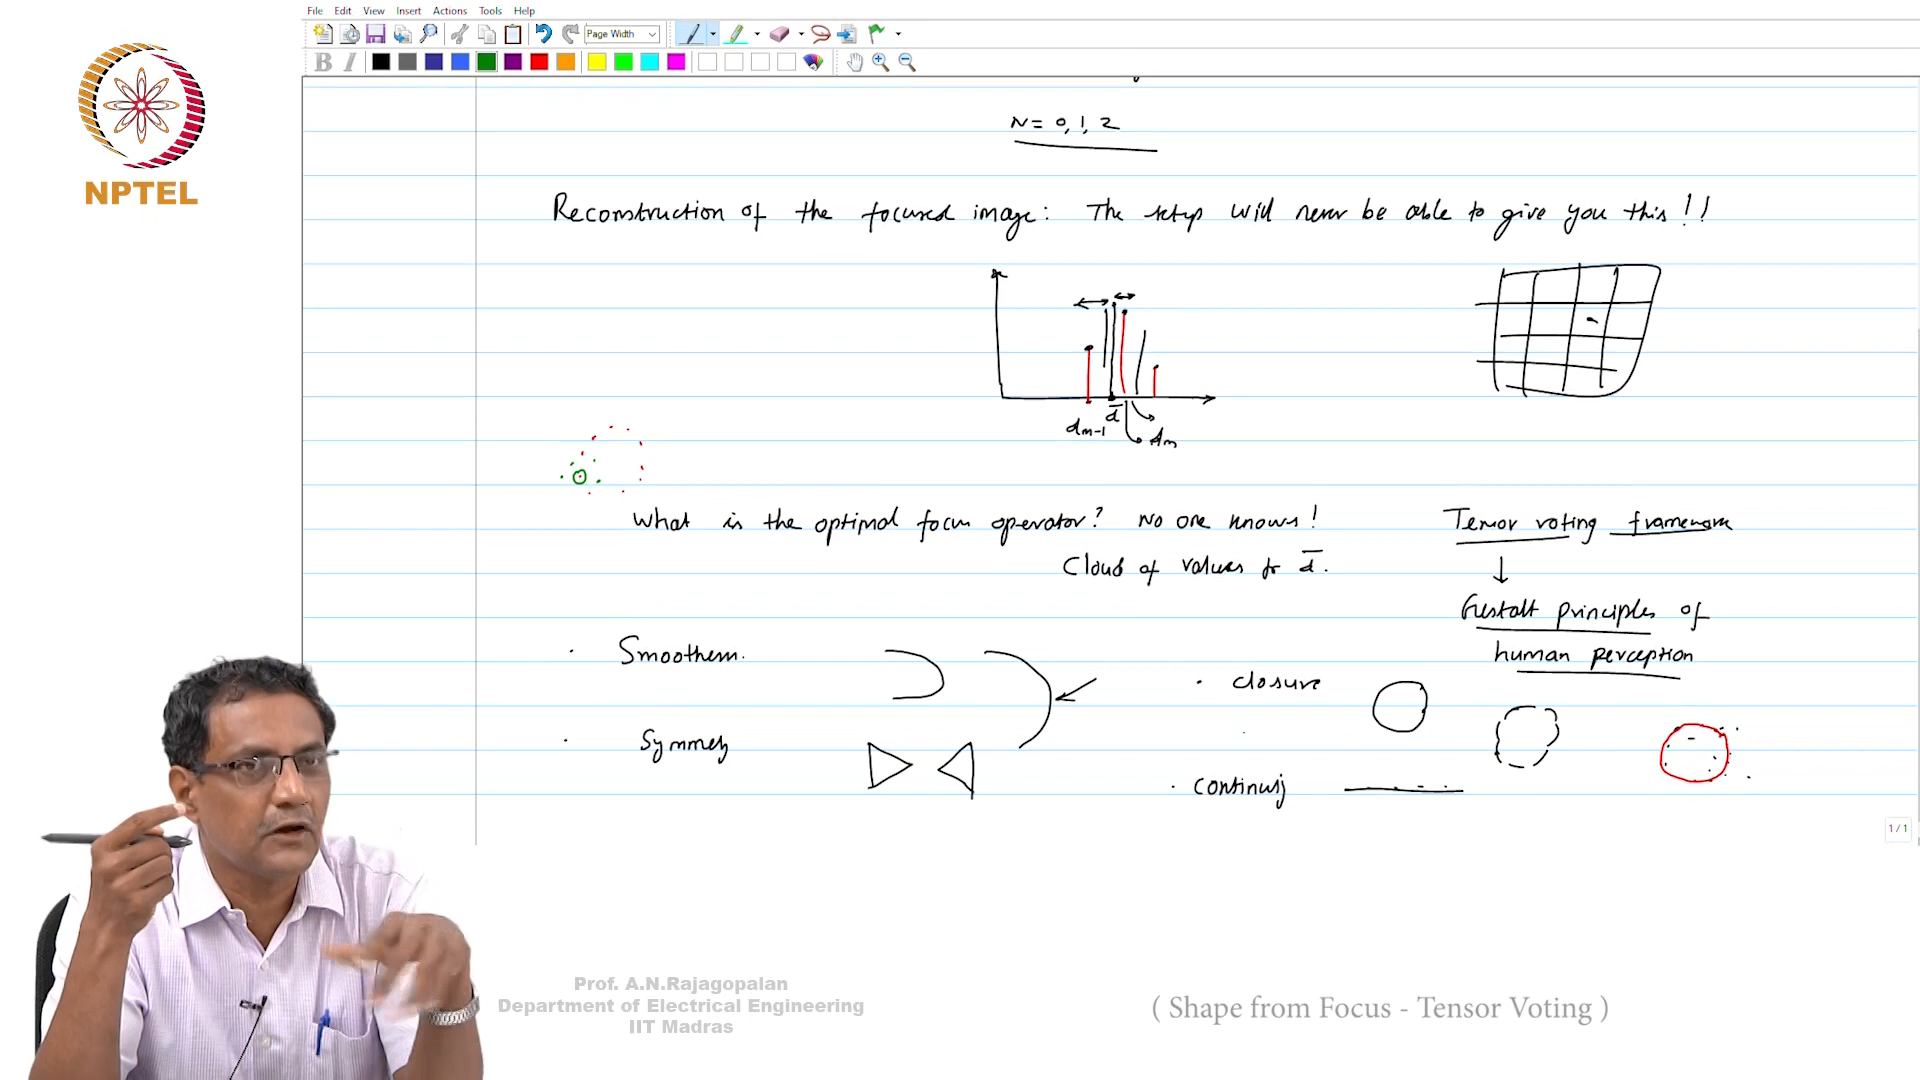 File Edit View Insert Actions Tools Help
Page Width
B I
NPTEL
N = 0, 1, 2
Reconstruction of the focused image: The setup will never be able to give you this!!
d̄
dm-1
dm
What is the optimal focus operator? No one knows!
Tensor voting framework
Cloud of values for d̄.
Gestalt principles of
human perception
· Smoothem.
· closure
· Symmety
· continuij
1 / 1
Prof. A.N.Rajagopalan
Department of Electrical Engineering
IIT Madras
( Shape from Focus - Tensor Voting )